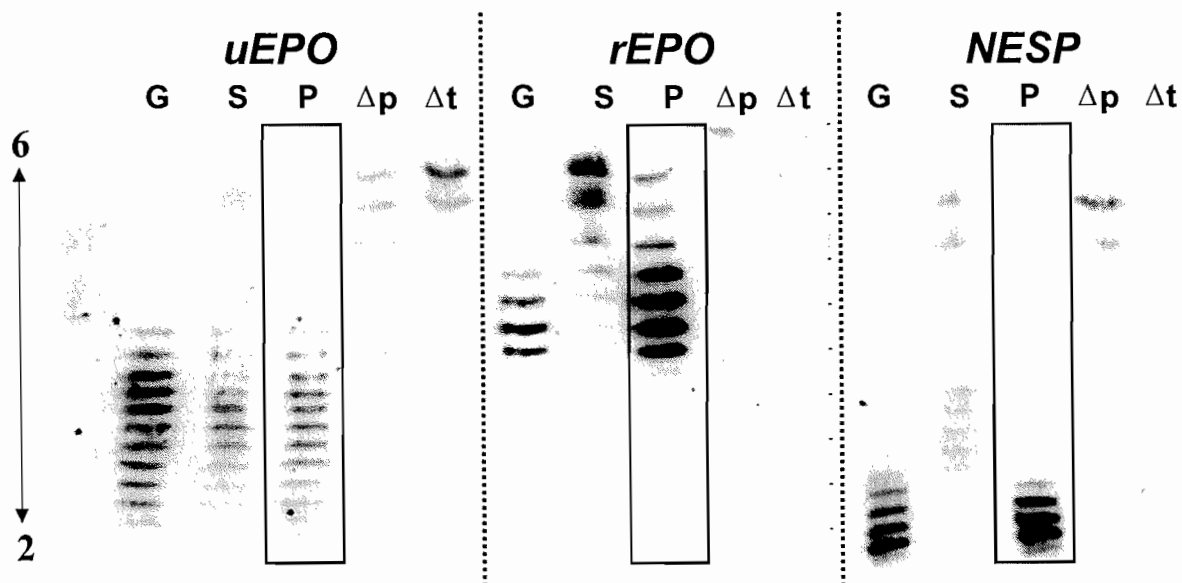 uEPO rEPO NESP
G S P Δp Δt G S P Δp Δt G S P Δp Δt
6
2